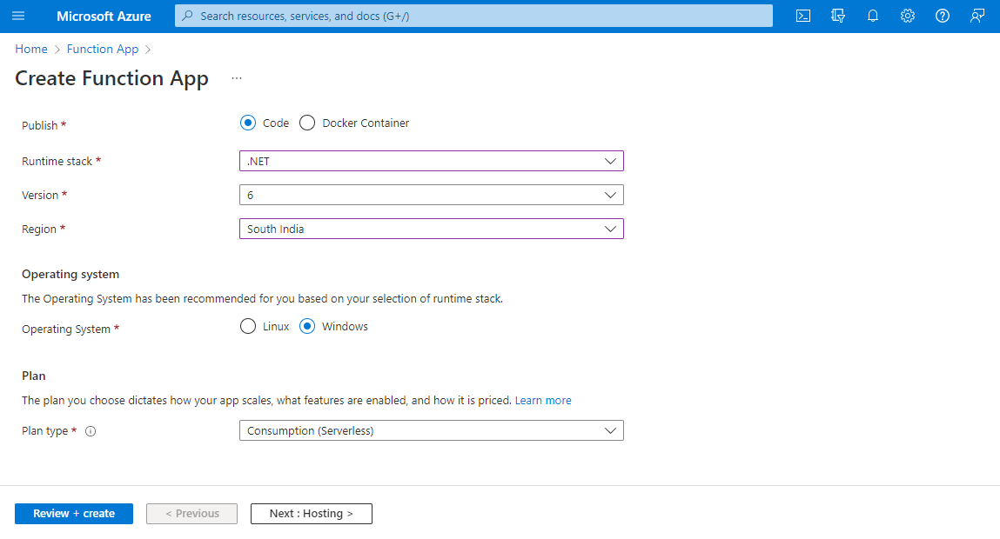 Microsoft Azure
Search resources, services, and docs (G+/)
Home > Function App >
Create Function App ...
Publish *
Code
Docker Container
Runtime stack *
.NET
Version *
6
Region *
South India
Operating system
The Operating System has been recommended for you based on your selection of runtime stack.
Operating System *
Linux
Windows
Plan
The plan you choose dictates how your app scales, what features are enabled, and how it is priced. Learn more
Plan type *
Consumption (Serverless)
Review + create
< Previous
Next : Hosting >